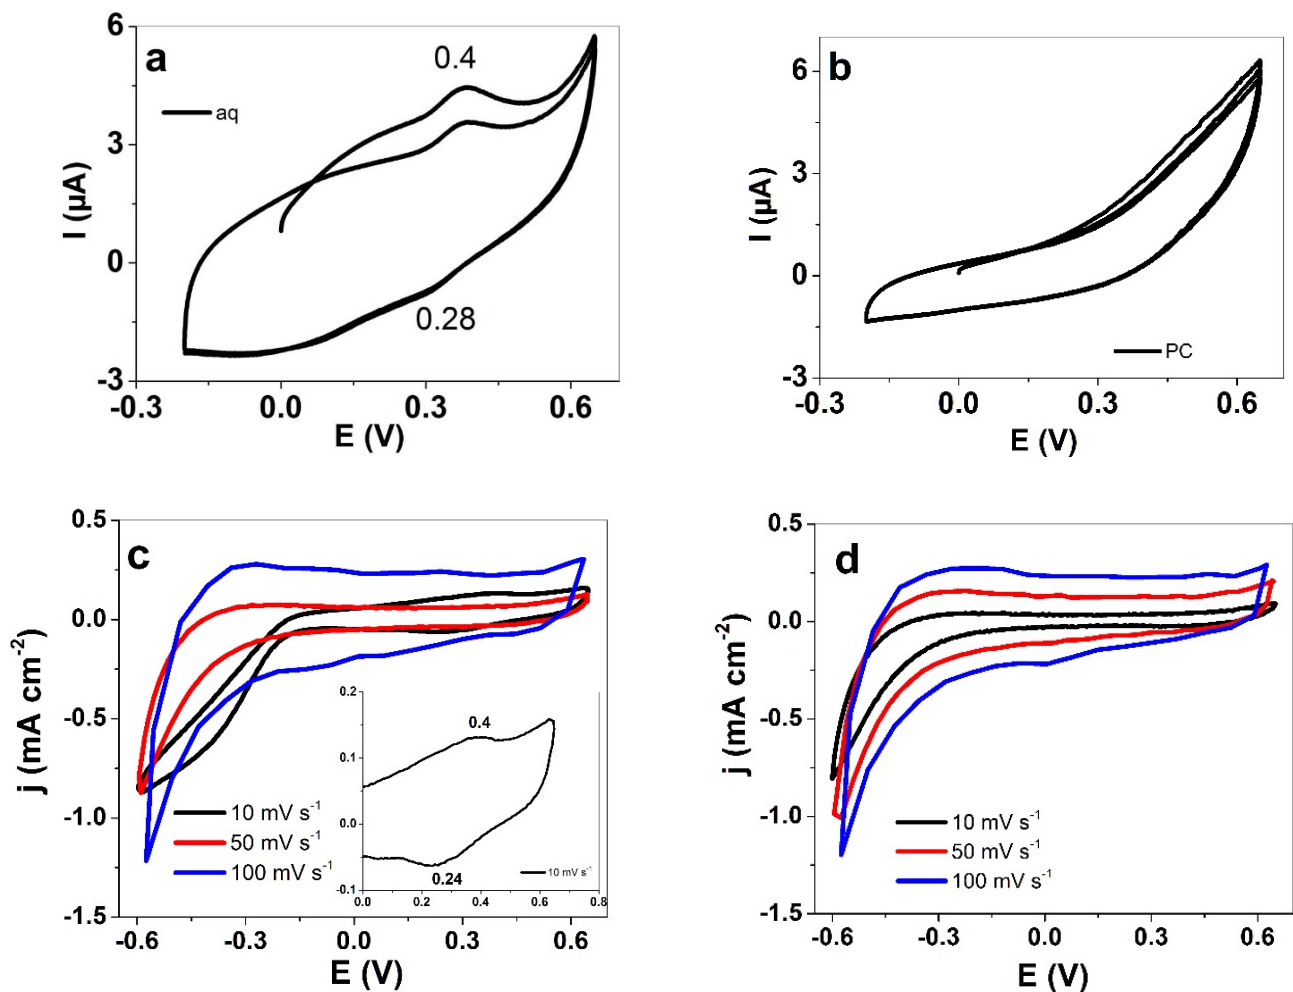 a
0.4
aq
0.28
6
3
0
-3
-0.3 0.0 0.3 0.6
I (µA)
E (V)
b
PC
6
3
0
-3
-0.3 0.0 0.3 0.6
I (µA)
E (V)
c
0.5
0.0
-0.5
-1.0
-1.5
-0.6 -0.3 0.0 0.3 0.6
j (mA cm⁻²)
E (V)
10 mV s⁻¹
50 mV s⁻¹
100 mV s⁻¹
0.2
0.1
0.0
-0.1
0.4
0.24
10 mV s⁻¹
0.0 0.2 0.4 0.6 0.8
d
0.5
0.0
-0.5
-1.0
-1.5
-0.6 -0.3 0.0 0.3 0.6
j (mA cm⁻²)
E (V)
10 mV s⁻¹
50 mV s⁻¹
100 mV s⁻¹